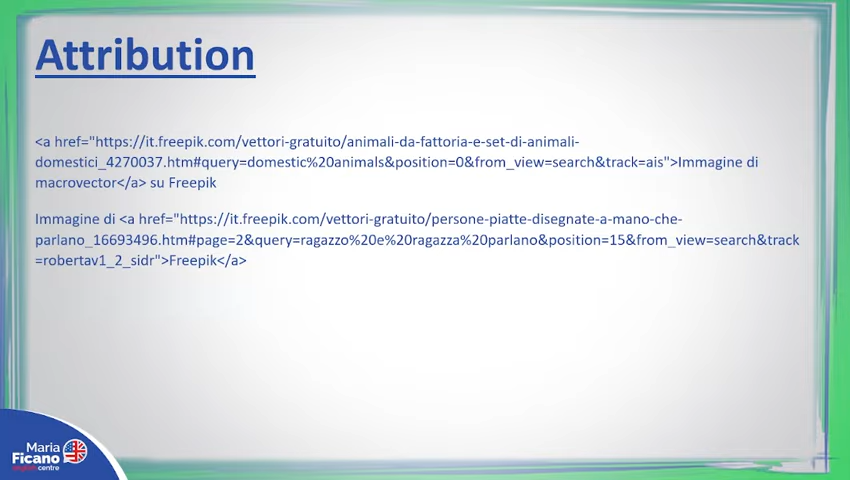 Attribution
<a href="https://it.freepik.com/vettori-gratuito/animali-da-fattoria-e-set-di-animali-
domestici_4270037.htm#query=domestic%20animals&position=0&from_view=search&track=ais">Immagine di
macrovector</a> su Freepik
Immagine di <a href="https://it.freepik.com/vettori-gratuito/persone-piatte-disegnate-a-mano-che-
parlano_16693496.htm#page=2&query=ragazzo%20e%20ragazza%20parlano&position=15&from_view=search&track
=robertav1_2_sidr">Freepik</a>
Maria
Ficano
english centre